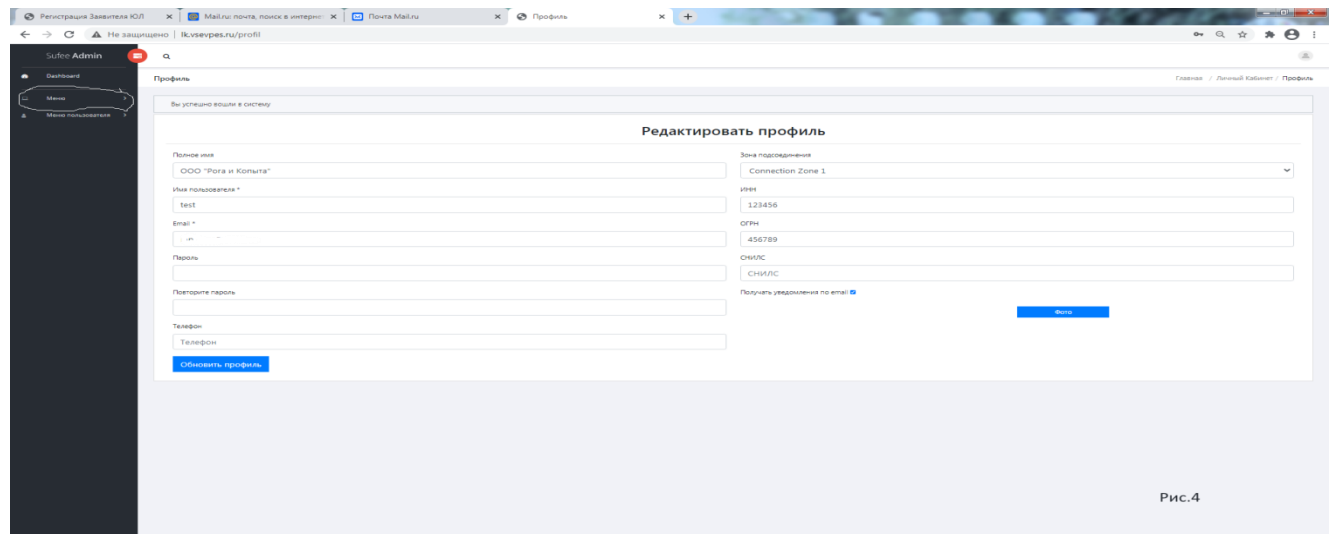 Регистрация Заявителя ЮЛ
Mail.ru: почта, поиск в интернет
Почта Mail.ru
Профиль
Не защищено | lk.vsevpes.ru/profil
Sufee Admin
Dashboard
Профиль
Главная / Личный Кабинет / Профиль
Меню
Вы успешно вошли в систему
Меню пользователя
Редактировать профиль
Полное имя
Зона подсоединения
ООО "Рога и Копыта"
Connection Zone 1
Имя пользователя *
ИНН
test
123456
Email *
ОГРН
456789
Пароль
СНИЛС
СНИЛС
Повторите пароль
Получать уведомления по email
Фото
Телефон
Телефон
Обновить профиль
Рис.4